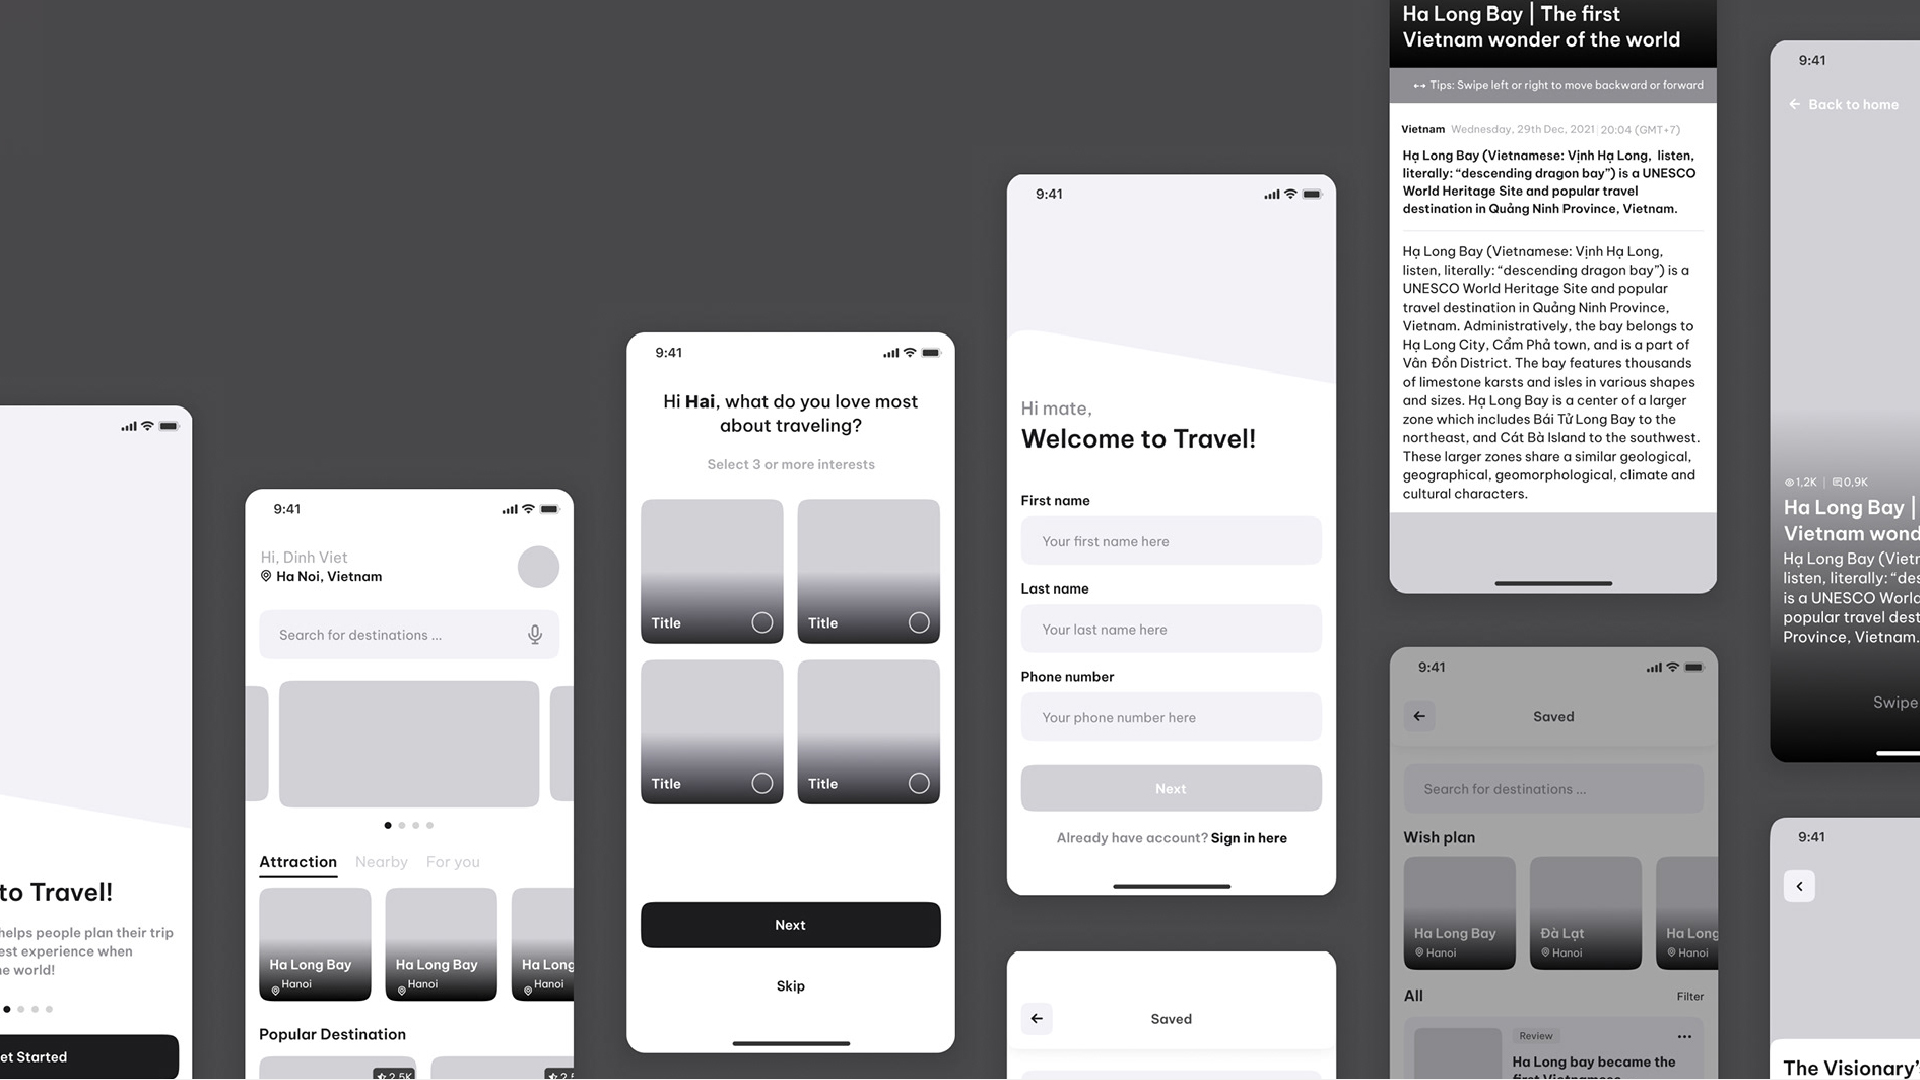 to Travel!
helps people plan their trip
est experience when
e world!
et Started
9:41
Hi, Dinh Viet
Ha Noi, Vietnam
Search for destinations ...
Attraction Nearby For you
Ha Long Bay
Hanoi
Ha Long Bay
Hanoi
Ha Long
Hanoi
Popular Destination
2.5K
9:41
Hi Hai, what do you love most
about traveling?
Select 3 or more interests
Title
Title
Title
Title
Next
Skip
9:41
Hi mate,
Welcome to Travel!
First name
Your first name here
Last name
Your last name here
Phone number
Your phone number here
Next
Already have account? Sign in here
Saved
Ha Long Bay | The first
Vietnam wonder of the world
Tips: Swipe left or right to move backward or forward
Vietnam Wednesday, 29th Dec, 2021 | 20:04 (GMT+7)
Hạ Long Bay (Vietnamese: Vịnh Hạ Long, listen,
literally: “descending dragon bay”) is a UNESCO
World Heritage Site and popular travel
destination in Quảng Ninh Province, Vietnam.
Hạ Long Bay (Vietnamese: Vịnh Hạ Long,
listen, literally: “descending dragon bay”) is a
UNESCO World Heritage Site and popular
travel destination in Quảng Ninh Province,
Vietnam. Administratively, the bay belongs to
Hạ Long City, Cẩm Phả town, and is a part of
Vân Đồn District. The bay features thousands
of limestone karsts and isles in various shapes
and sizes. Hạ Long Bay is a center of a larger
zone which includes Bái Tử Long Bay to the
northeast, and Cát Bà Island to the southwest.
These larger zones share a similar geological,
geographical, geomorphological, climate and
cultural characters.
9:41
Saved
Search for destinations ...
Wish plan
Ha Long Bay
Hanoi
Đà Lạt
Hanoi
Ha Long
Hanoi
All Filter
Review
Ha Long bay became the
first Vietnamese
9:41
Back to home
1,2K | 0,9K
Ha Long Bay |
Vietnam wond
Hạ Long Bay (Vietn
listen, literally: “des
is a UNESCO World
popular travel dest
Province, Vietnam.
Swipe
9:41
The Visionary’